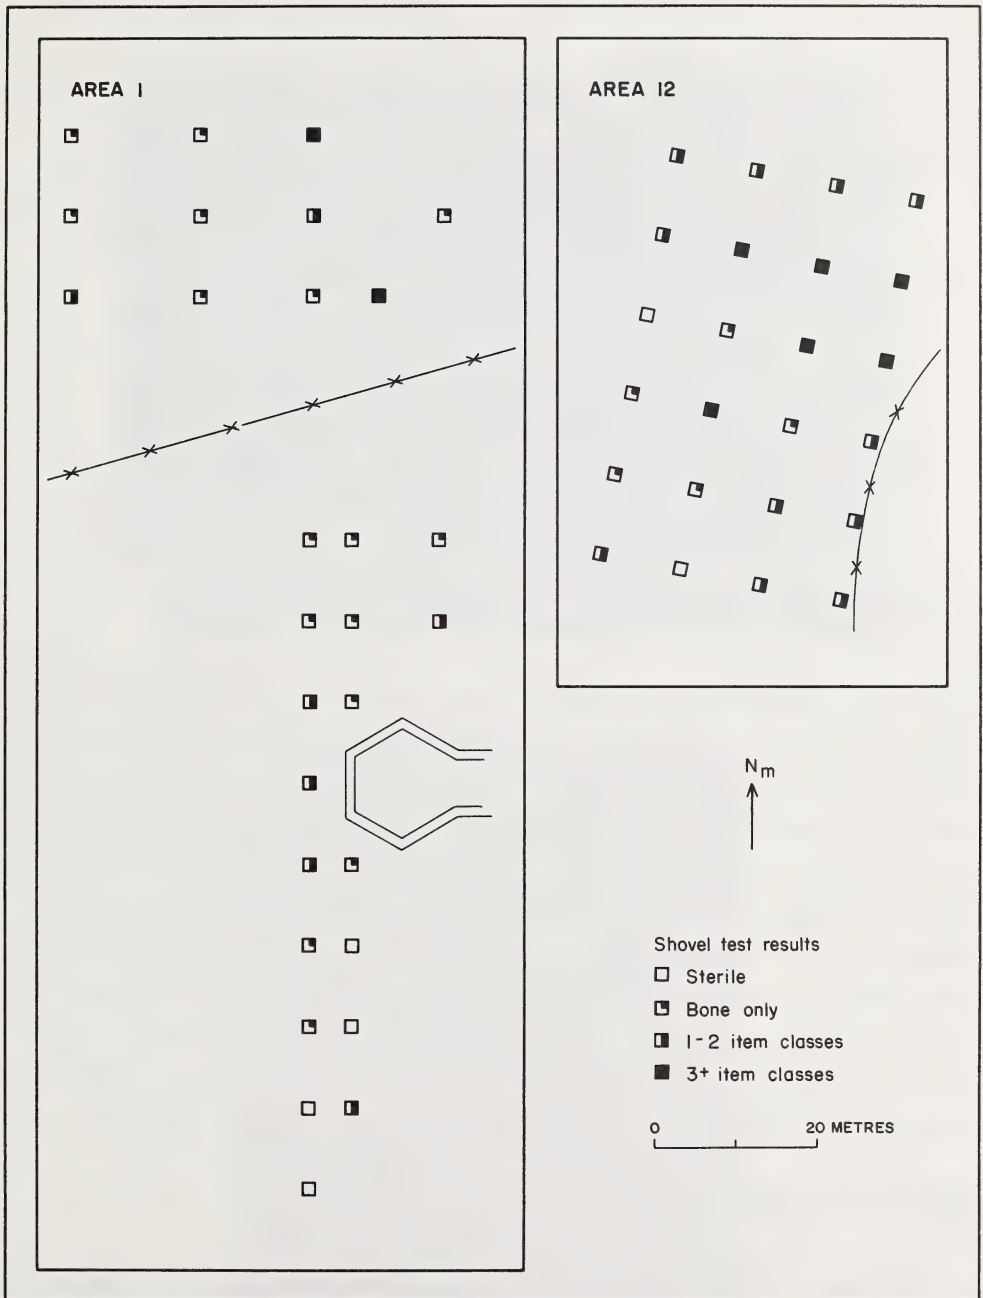 AREA 1
AREA 12
Nm
Shovel test results
Sterile
Bone only
1-2 item classes
3+ item classes
0 20 METRES